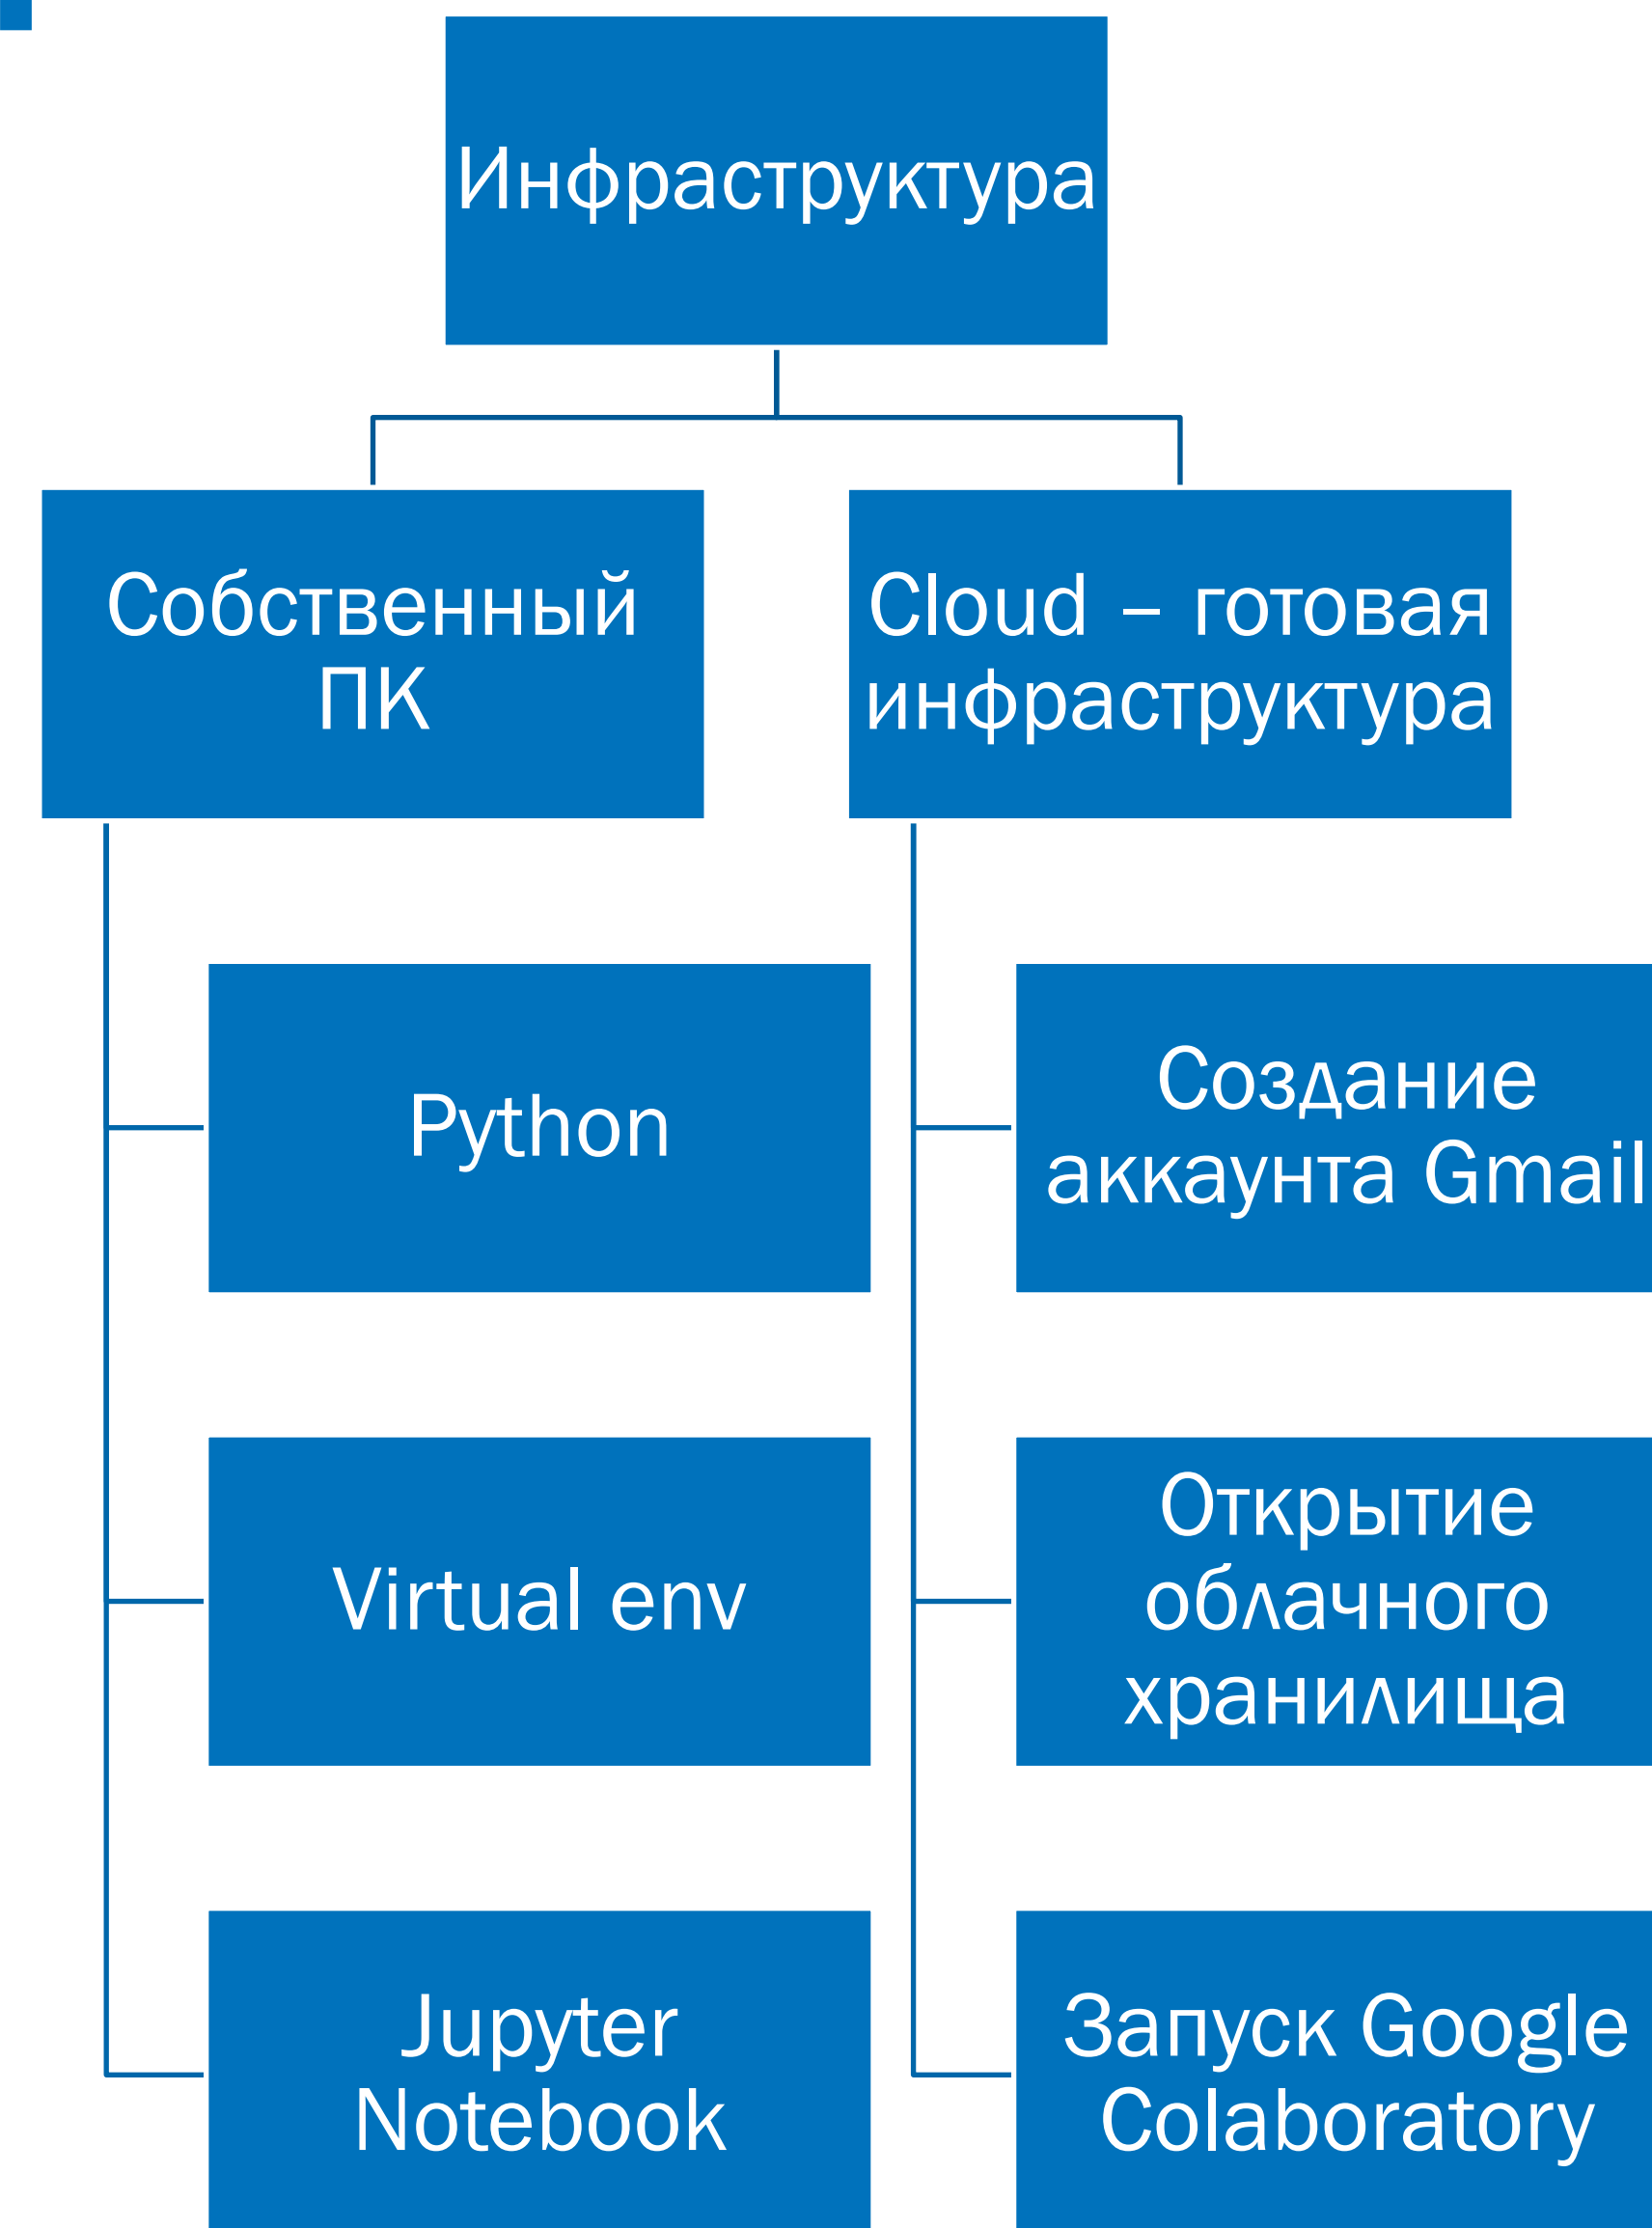 Инфраструктура
Собственный
ПК
Cloud – готовая
инфраструктура
Python
Создание
аккаунта Gmail
Virtual env
Открытие
облачного
хранилища
Jupyter
Notebook
Запуск Google
Colaboratory